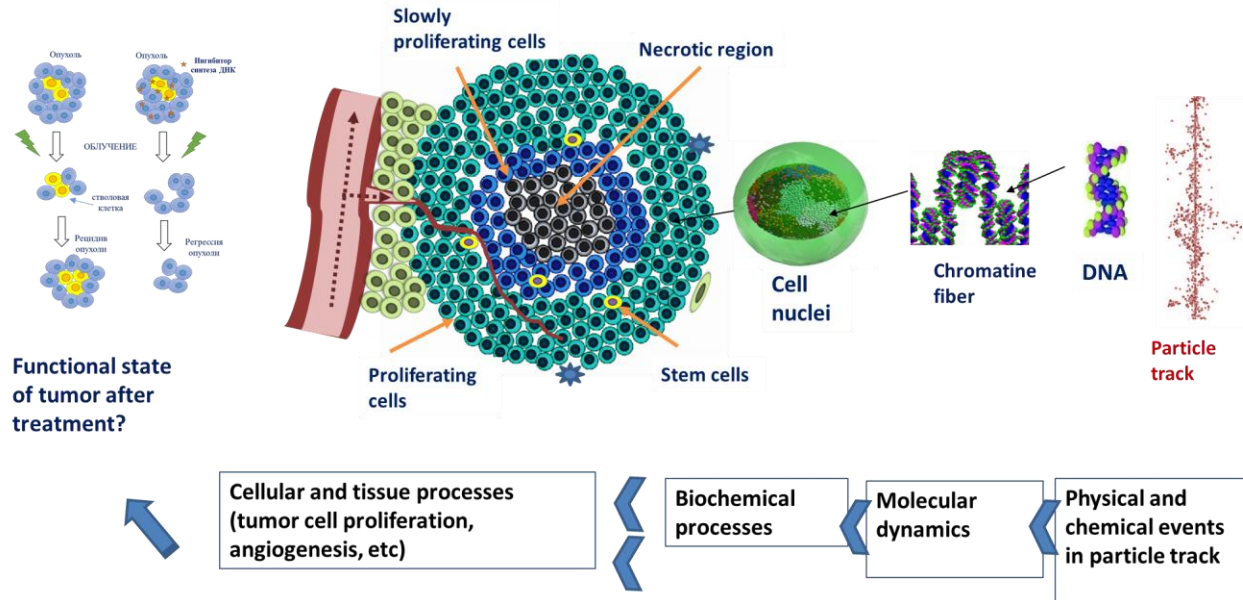 Опухоль
Опухоль
Ингибитор
синтеза ДНК
ОБЛУЧЕНИЕ
стволовая
клетка
Рецидив
опухоли
Регрессия
опухоли
Slowly
proliferating cells
Necrotic region
Proliferating
cells
Stem cells
Cell
nuclei
Chromatine
fiber
DNA
Particle
track
Functional state
of tumor after
treatment?
Cellular and tissue processes
(tumor cell proliferation,
angiogenesis, etc)
Biochemical
processes
Molecular
dynamics
Physical and
chemical events
in particle track